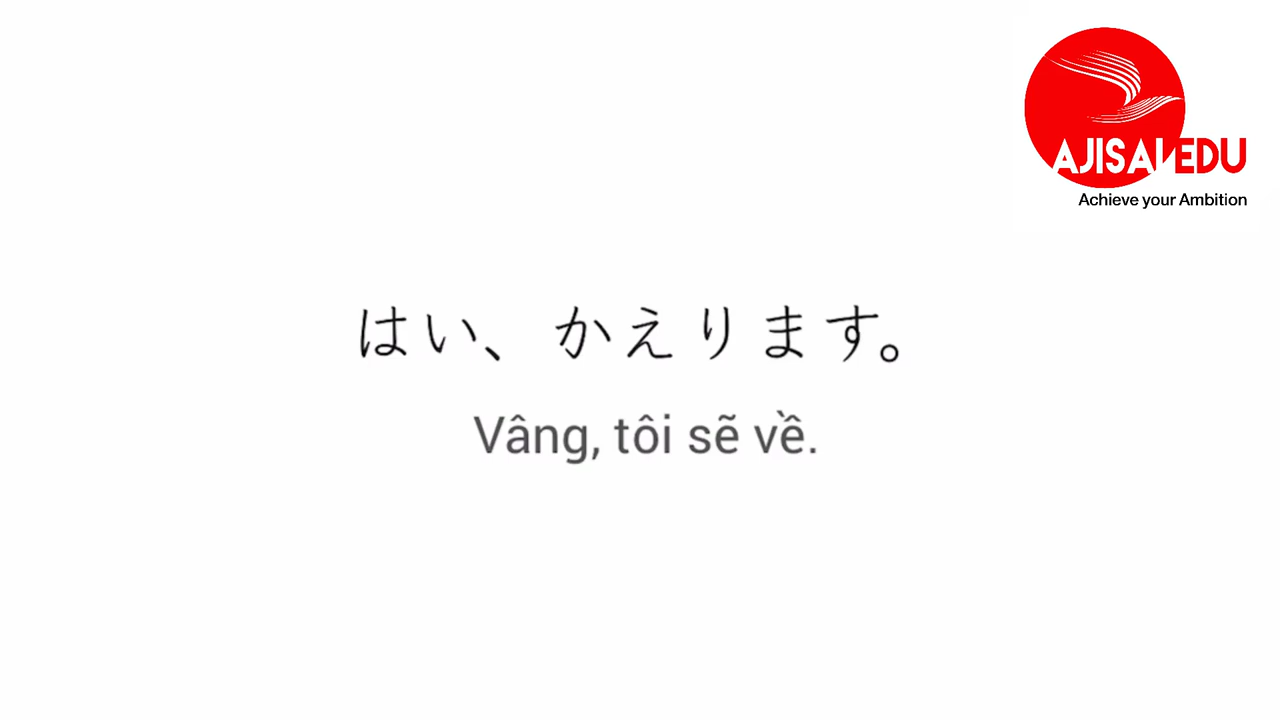 AJISAI EDU
Achieve your Ambition
はい、かえります。
Vâng, tôi sẽ về.